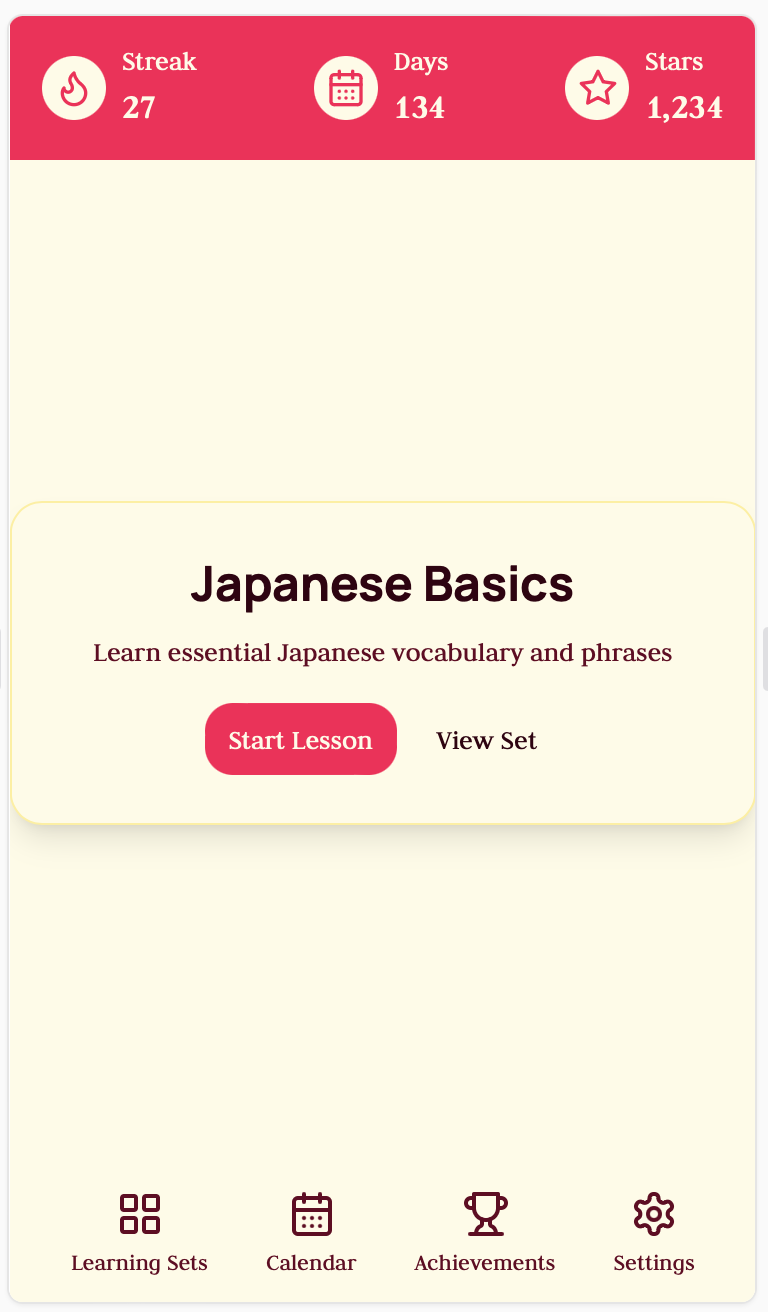 Streak
27
Days
134
Stars
1,234
Japanese Basics
Learn essential Japanese vocabulary and phrases
Start Lesson
View Set
Learning Sets
Calendar
Achievements
Settings